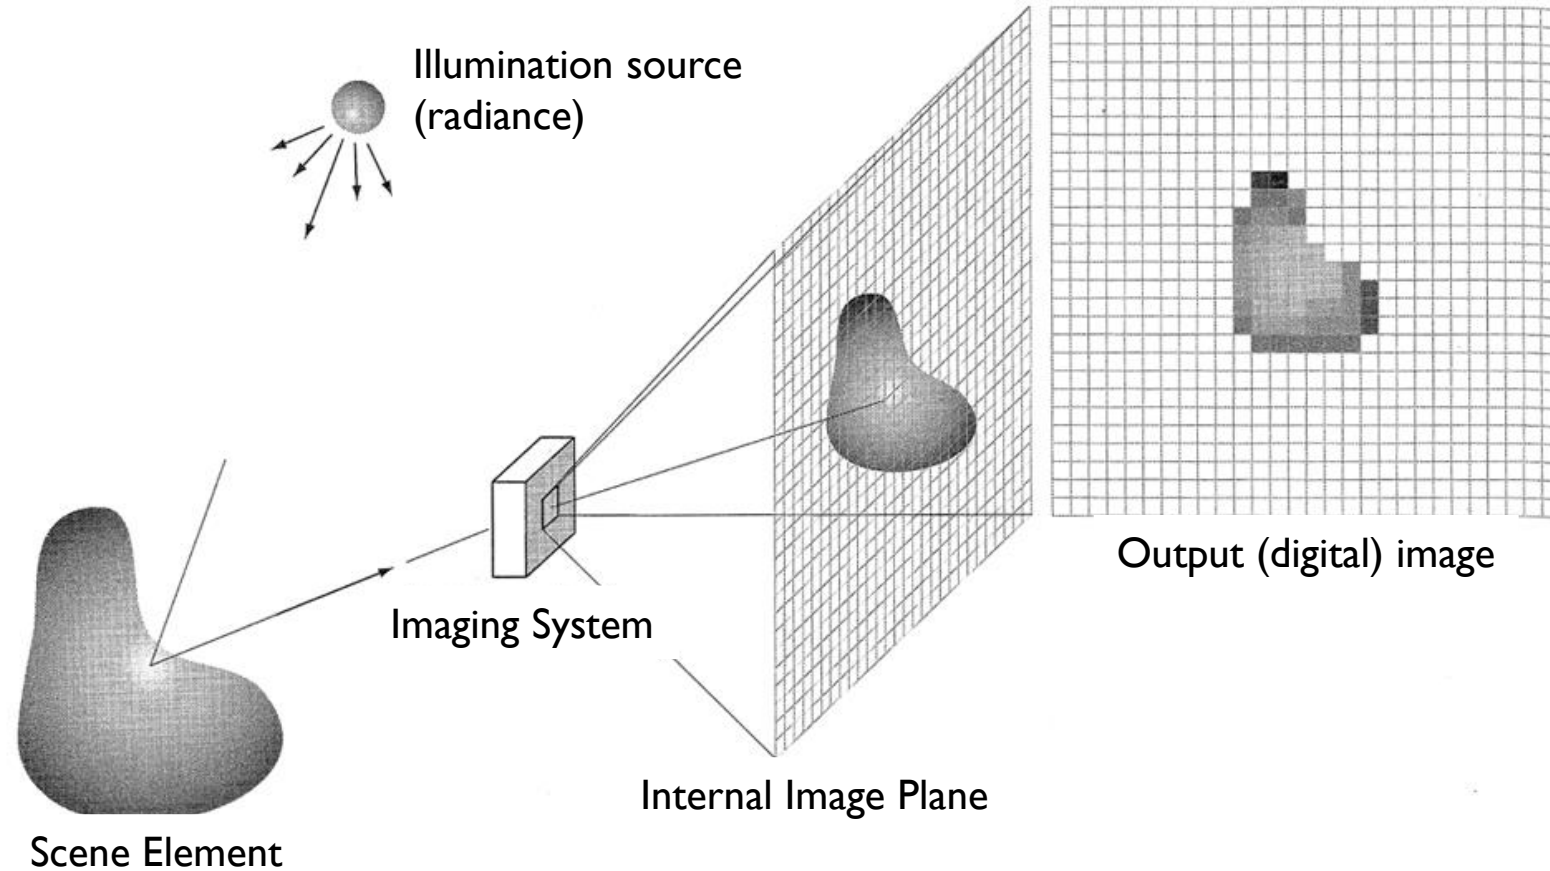 Illumination source
(radiance)
Output (digital) image
Imaging System
Internal Image Plane
Scene Element